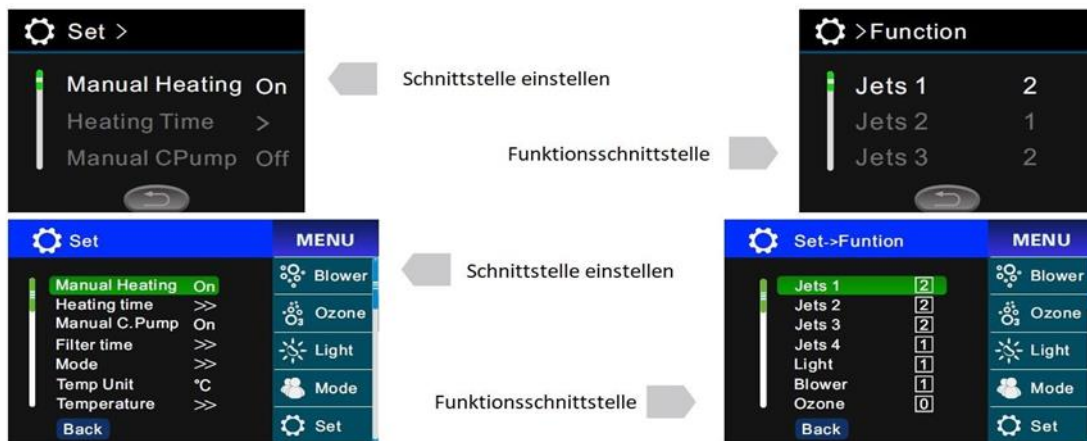 Set >
Manual Heating On
Heating Time >
Manual CPump Off
Schnittstelle einstellen
Funktionsschnittstelle
>Function
Jets 1 2
Jets 2 1
Jets 3 2
Set
MENU
Manual Heating On
Heating time >>
Manual C.Pump On
Filter time >>
Mode >>
Temp Unit °C
Temperature >>
Back
Blower
O₃ Ozone
Light
Mode
Set
Schnittstelle einstellen
Funktionsschnittstelle
Set->Funtion
MENU
Jets 1 2
Jets 2 2
Jets 3 2
Jets 4 1
Light 1
Blower 1
Ozone 0
Back
Blower
O₃ Ozone
Light
Mode
Set